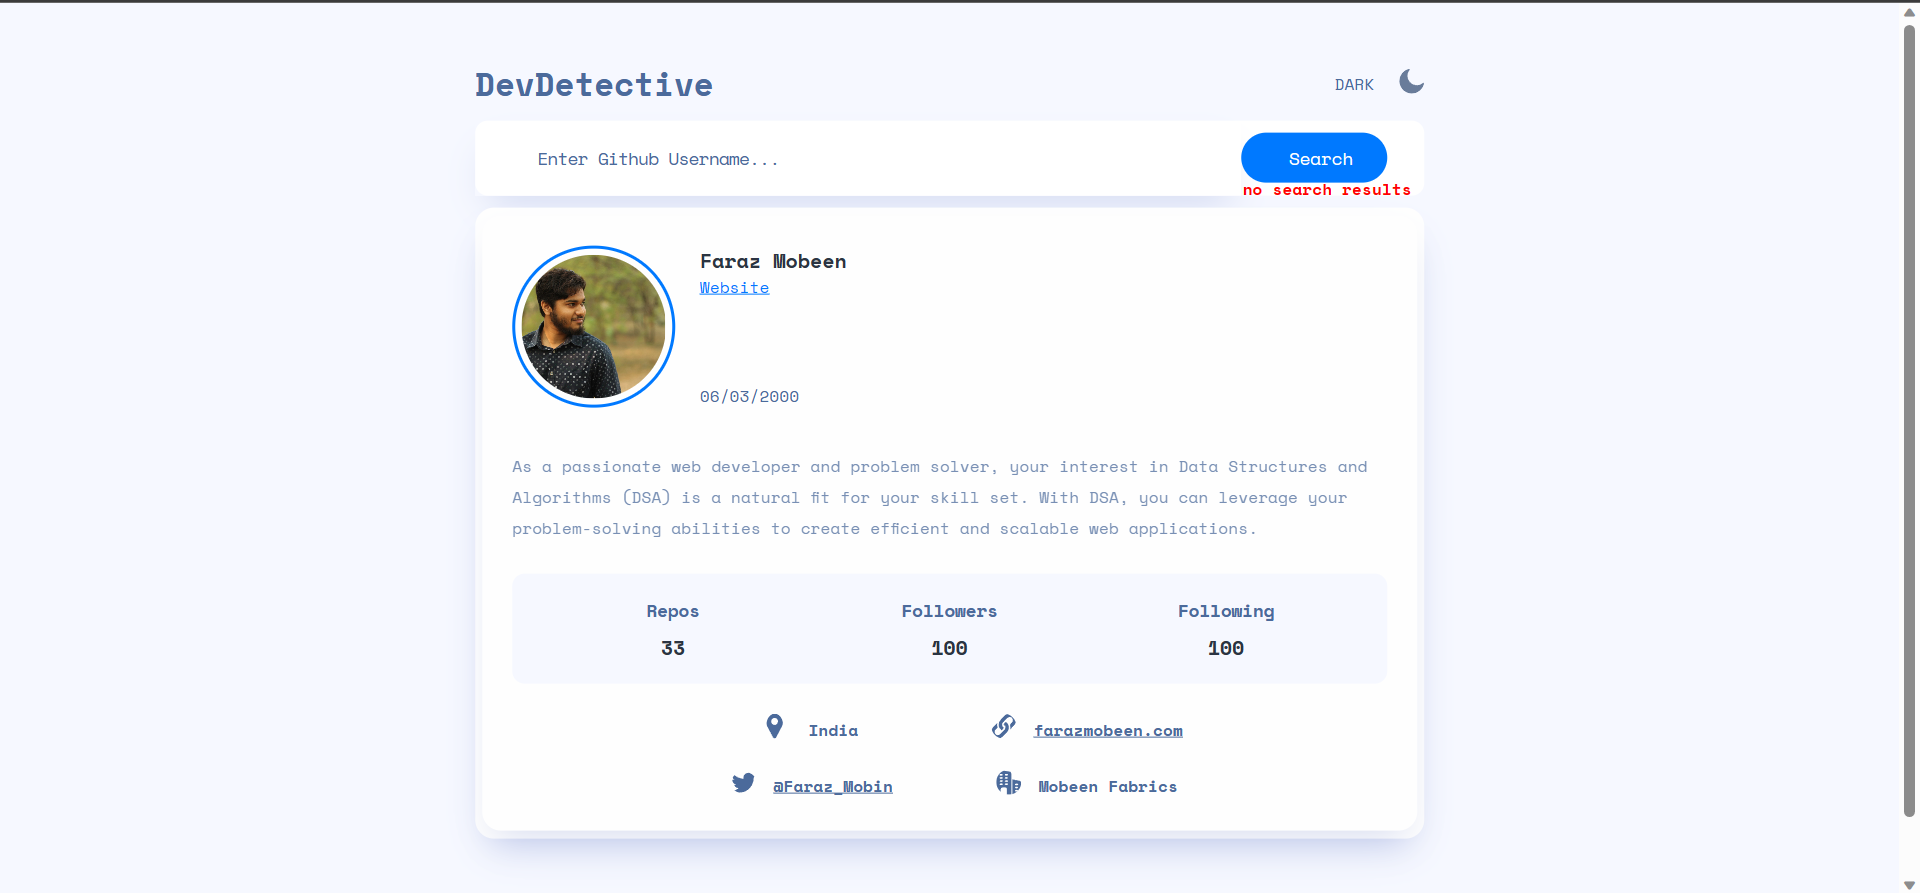 DevDetective
DARK
Enter Github Username...
Search
no search results
Faraz Mobeen
Website
06/03/2000
As a passionate web developer and problem solver, your interest in Data Structures and
Algorithms (DSA) is a natural fit for your skill set. With DSA, you can leverage your
problem-solving abilities to create efficient and scalable web applications.
Repos Followers Following
33 100 100
India farazmobeen.com
@Faraz_Mobin Mobeen Fabrics